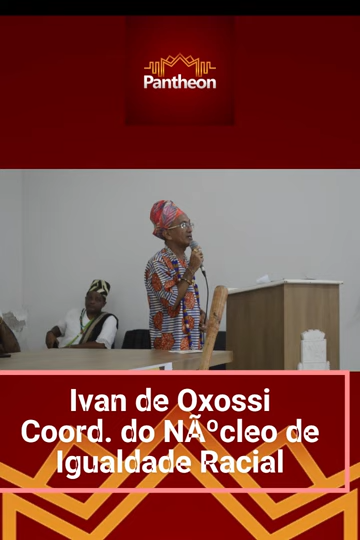 Pantheon
Ivan de Oxossi
Coord. do NÃºcleo de
Igualdade Racial